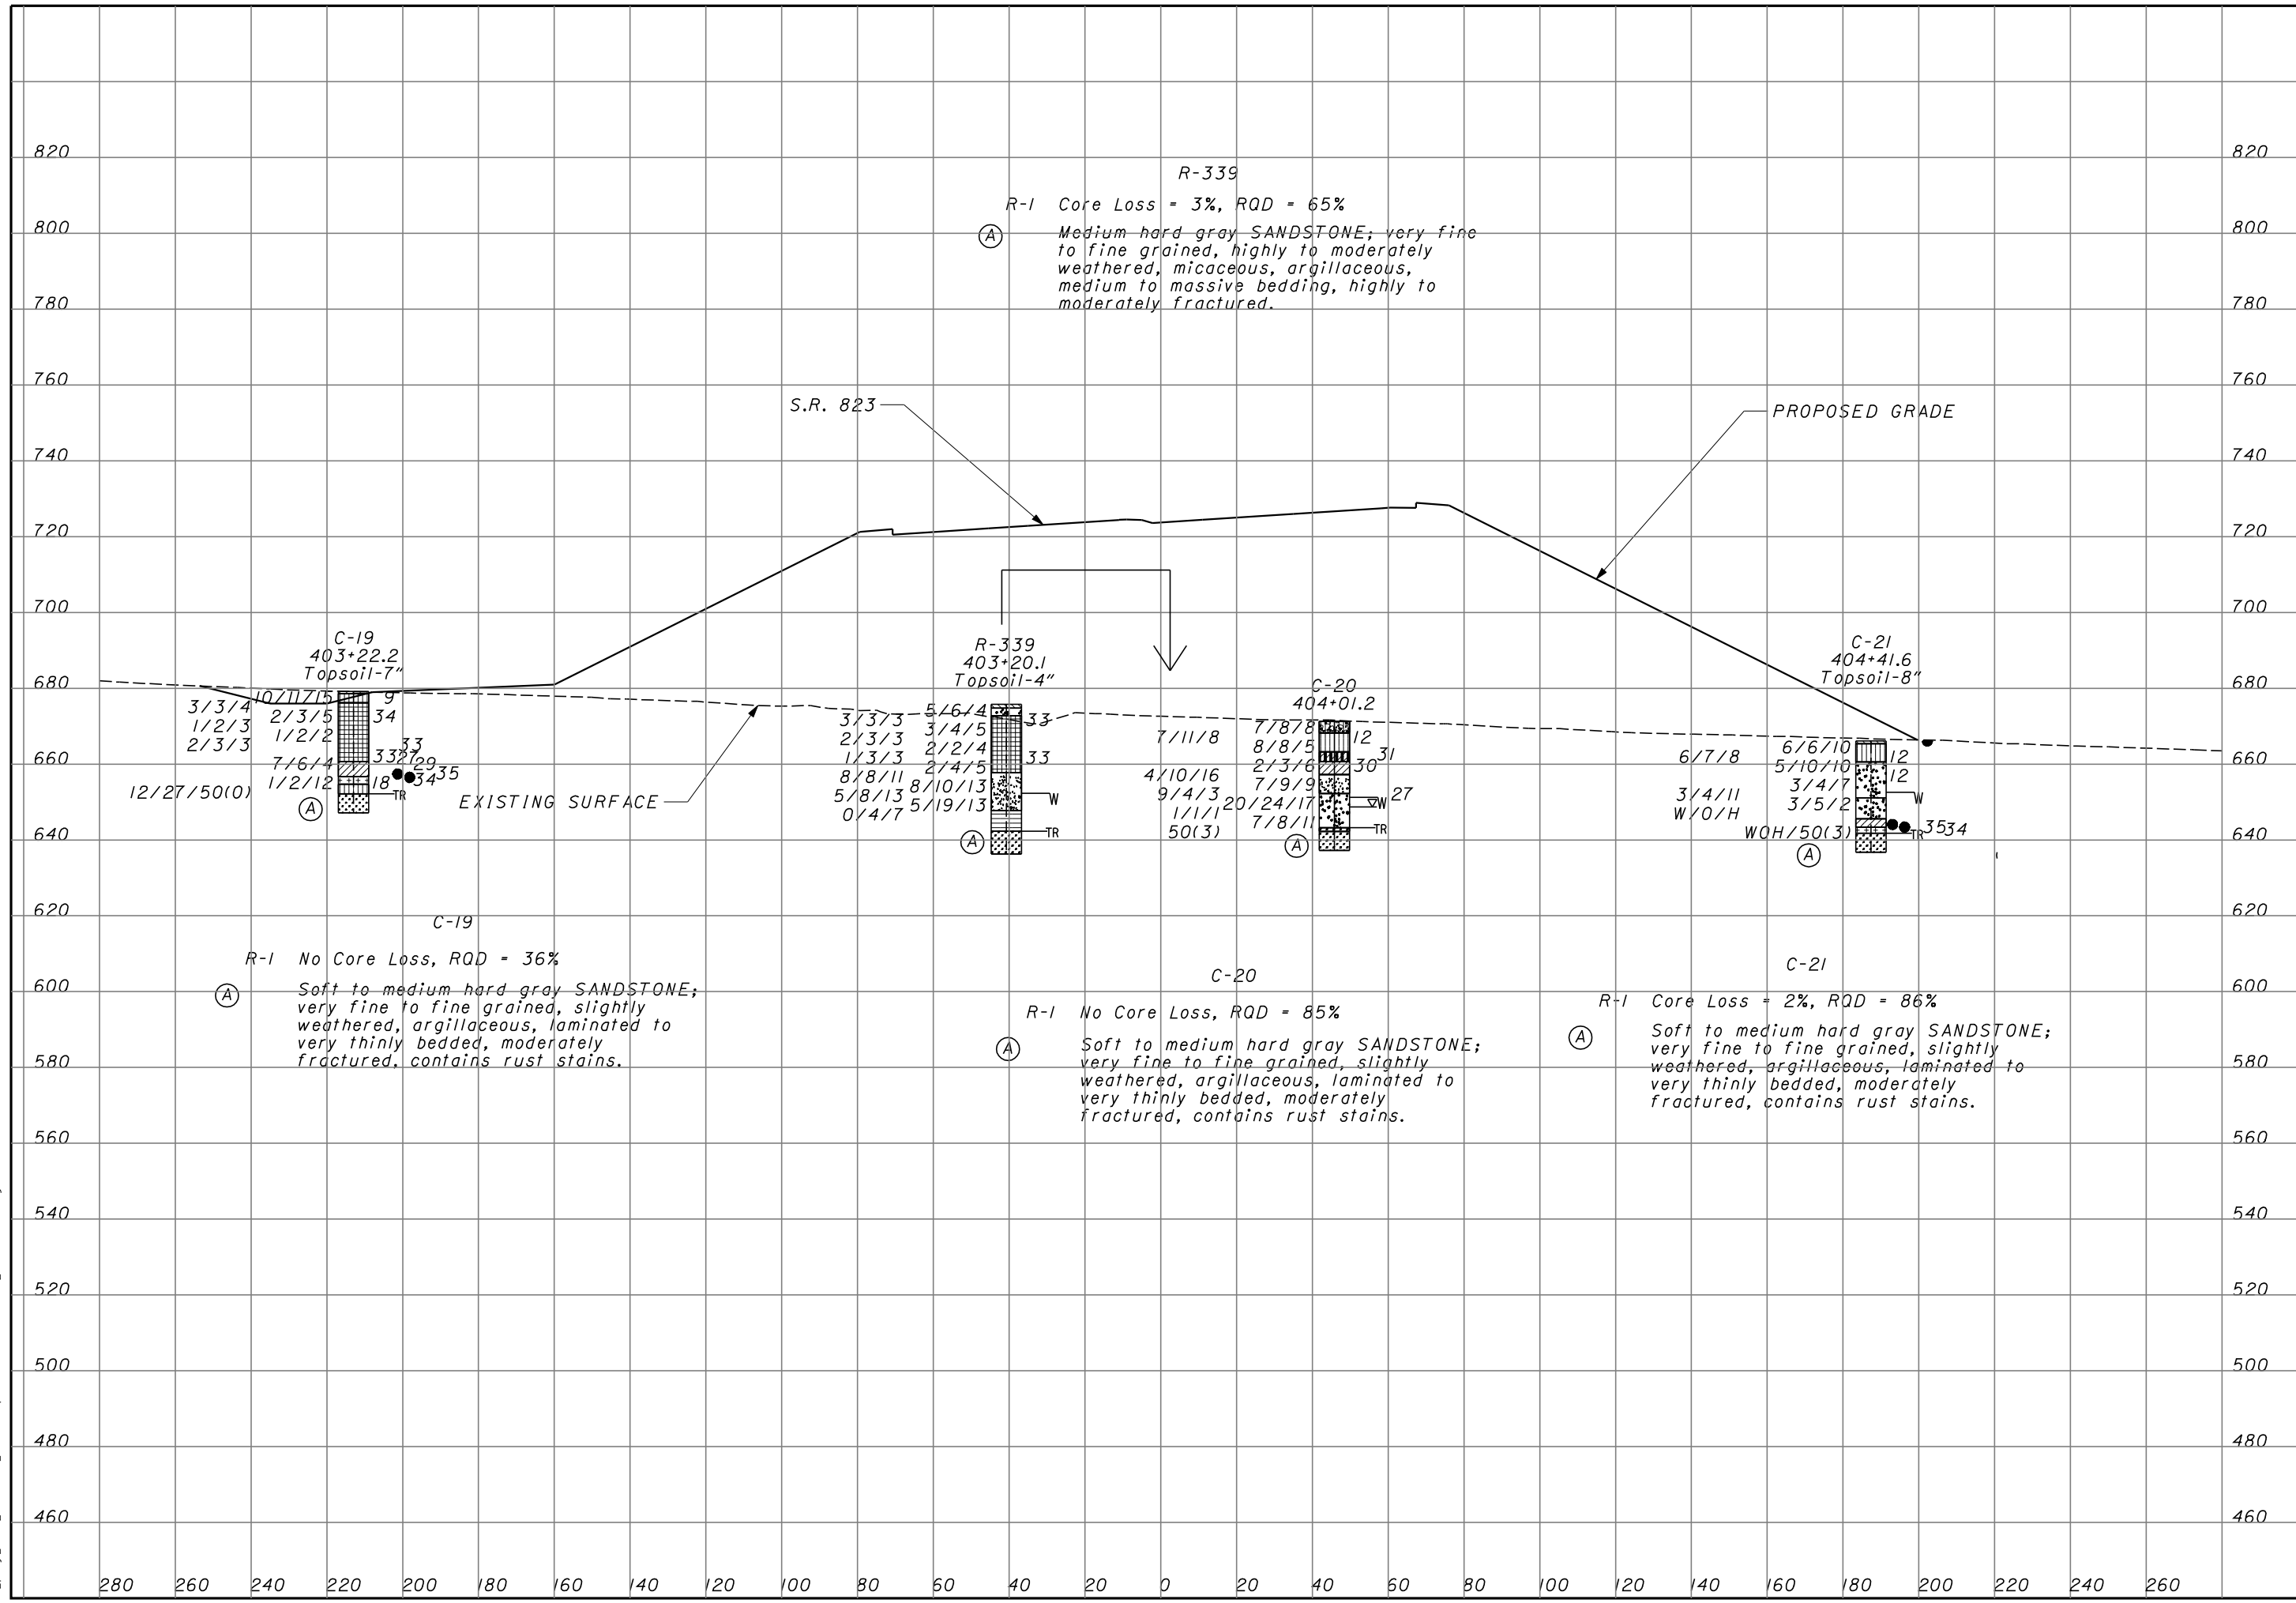 820 820
R-339
R-1 Core Loss = 3%, RQD = 65%
800 800
A Medium hard gray SANDSTONE; very fine
to fine grained, highly to moderately
weathered, micaceous, argillaceous,
medium to massive bedding, highly to
moderately fractured.
780 780
760 760
S.R. 823
PROPOSED GRADE
740 740
720 720
700 700
C-19
403+22.2
Topsoil-7"
R-339
403+20.1
Topsoil-4"
C-20
404+01.2
C-21
404+41.6
Topsoil-8"
680 680
10/11/15 9
3/3/4
2/3/5 34
1/2/3
1/2/2
2/3/3 33
33 27
7/6/4 29
1/2/12 18 34 35
12/27/50(0) TR
A
EXISTING SURFACE
5/6/4
3/3/3 33
3/4/5
2/3/3
2/2/4
1/3/3 33
2/4/5
8/8/11
8/10/13
5/8/13 W
5/19/13
0/4/7
TR
A
7/8/8
7/11/8 12
8/8/5 31
2/3/6 30
4/10/16
7/9/9
9/4/3 27
20/24/17 W
1/1/1
7/8/11 TR
50(3)
A
6/6/10
6/7/8 12
5/10/10
3/4/7 12
3/4/11 W
3/5/2
W/O/H
WOH/50(3) TR 35 34
A
660 660
640 640
620 620
C-19
R-1 No Core Loss, RQD = 36%
A Soft to medium hard gray SANDSTONE;
very fine to fine grained, slightly
weathered, argillaceous, laminated to
very thinly bedded, moderately
fractured, contains rust stains.
C-20
R-1 No Core Loss, RQD = 85%
A Soft to medium hard gray SANDSTONE;
very fine to fine grained, slightly
weathered, argillaceous, laminated to
very thinly bedded, moderately
fractured, contains rust stains.
C-21
R-1 Core Loss = 2%, RQD = 86%
A Soft to medium hard gray SANDSTONE;
very fine to fine grained, slightly
weathered, argillaceous, laminated to
very thinly bedded, moderately
fractured, contains rust stains.
600 600
580 580
560 560
540 540
520 520
500 500
480 480
460 460
280 260 240 220 200 180 160 140 120 100 80 60 40 20 0 20 40 60 80 100 120 140 160 180 200 220 240 260